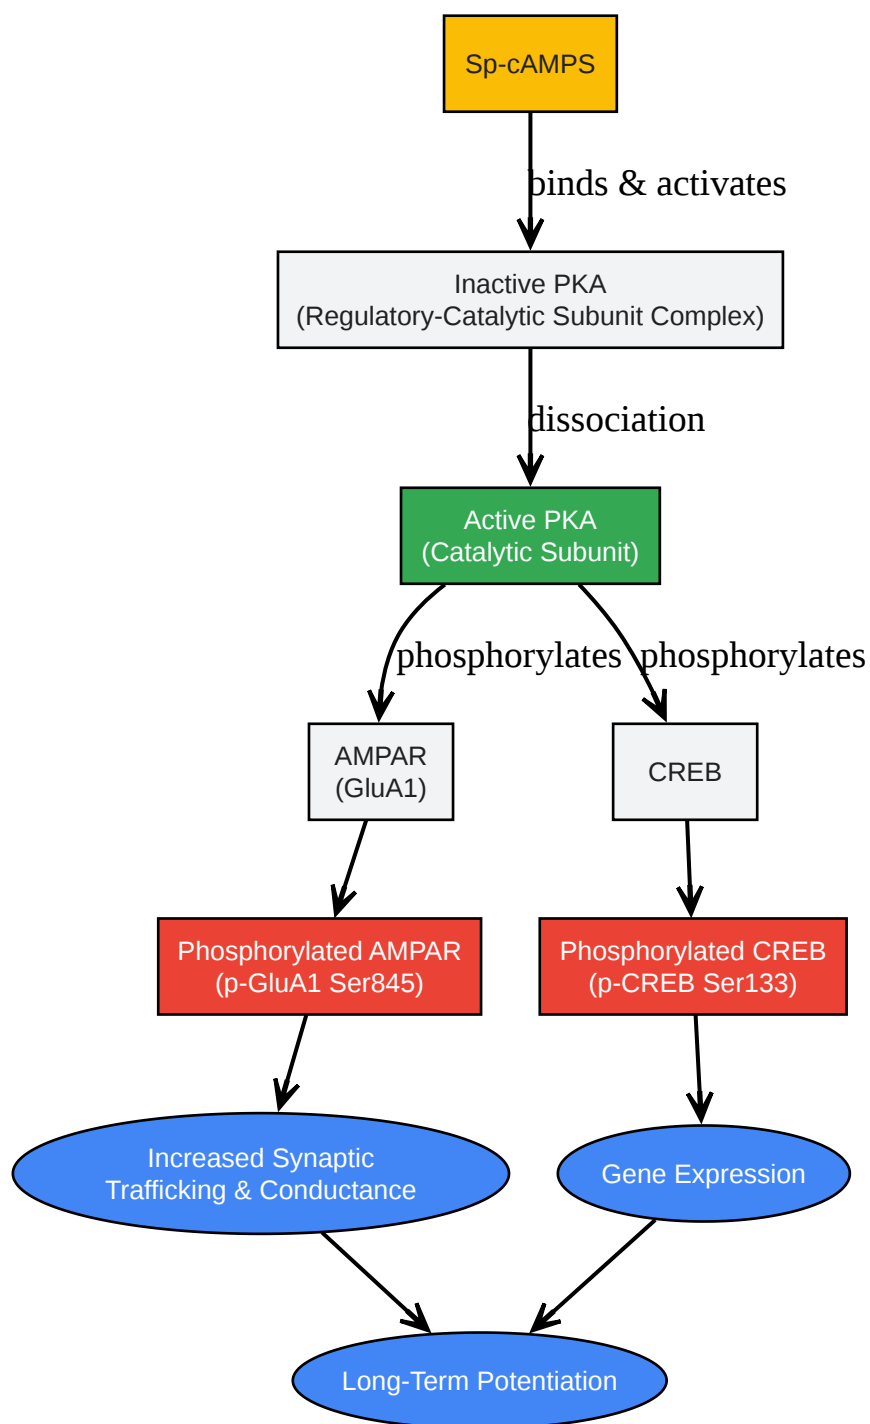 Sp-cAMPS
binds & activates
Inactive PKA
(Regulatory-Catalytic Subunit Complex)
dissociation
Active PKA
(Catalytic Subunit)
phosphorylates
phosphorylates
AMPAR
(GluA1)
CREB
Phosphorylated AMPAR
(p-GluA1 Ser845)
Phosphorylated CREB
(p-CREB Ser133)
Increased Synaptic
Trafficking & Conductance
Gene Expression
Long-Term Potentiation